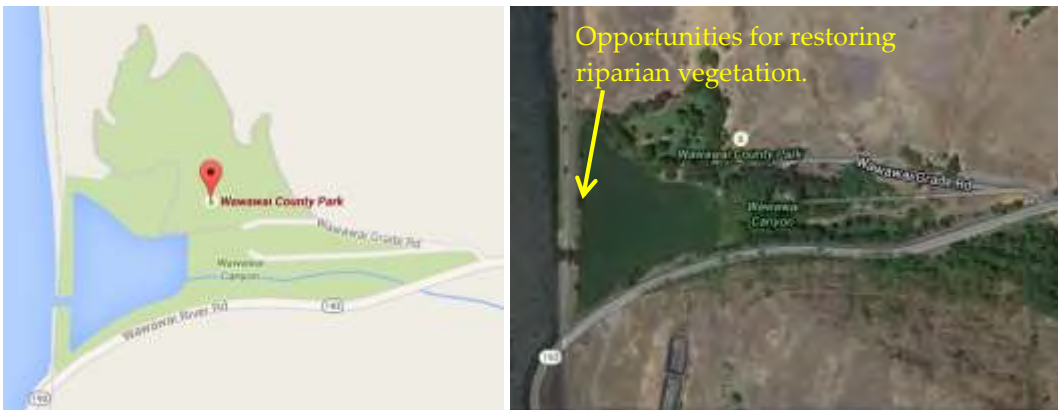 Wawawai County Park
Wawawai Grade Rd
Wawawai
Canyon
193
Wawawai River Rd
193
Opportunities for restoring
riparian vegetation.
Wawawai County Park
Wawawai Grade Rd
Wawawai
Canyon
193